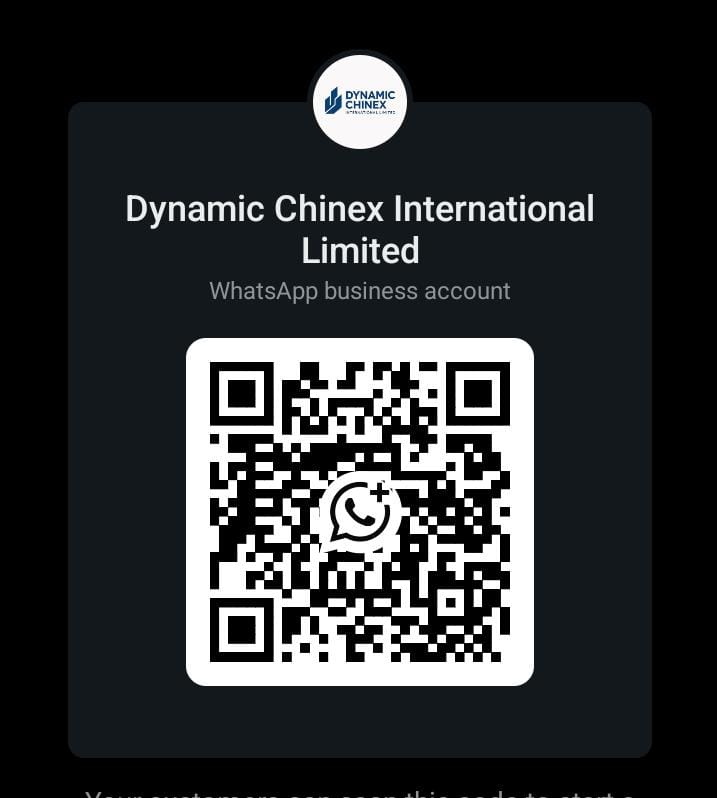 DYNAMIC
CHINEX
INTERNATIONAL LIMITED
Dynamic Chinex International
Limited
WhatsApp business account
Your customers can scan this code to start a